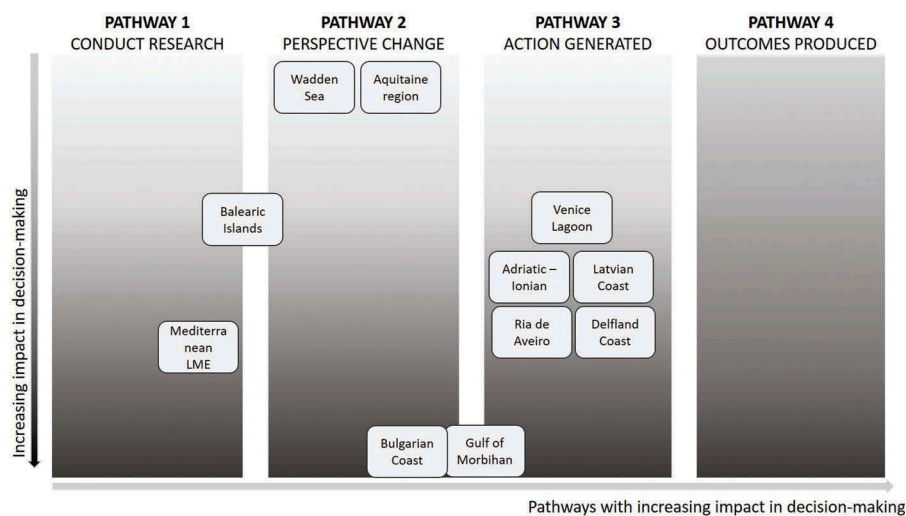 PATHWAY 1
CONDUCT RESEARCH
PATHWAY 2
PERSPECTIVE CHANGE
PATHWAY 3
ACTION GENERATED
PATHWAY 4
OUTCOMES PRODUCED
Increasing impact in decision-making
Wadden
Sea
Aquitaine
region
Balearic
Islands
Venice
Lagoon
Adriatic –
Ionian
Latvian
Coast
Mediterra
nean
LME
Ria de
Aveiro
Delfland
Coast
Bulgarian
Coast
Gulf of
Morbihan
Pathways with increasing impact in decision-making